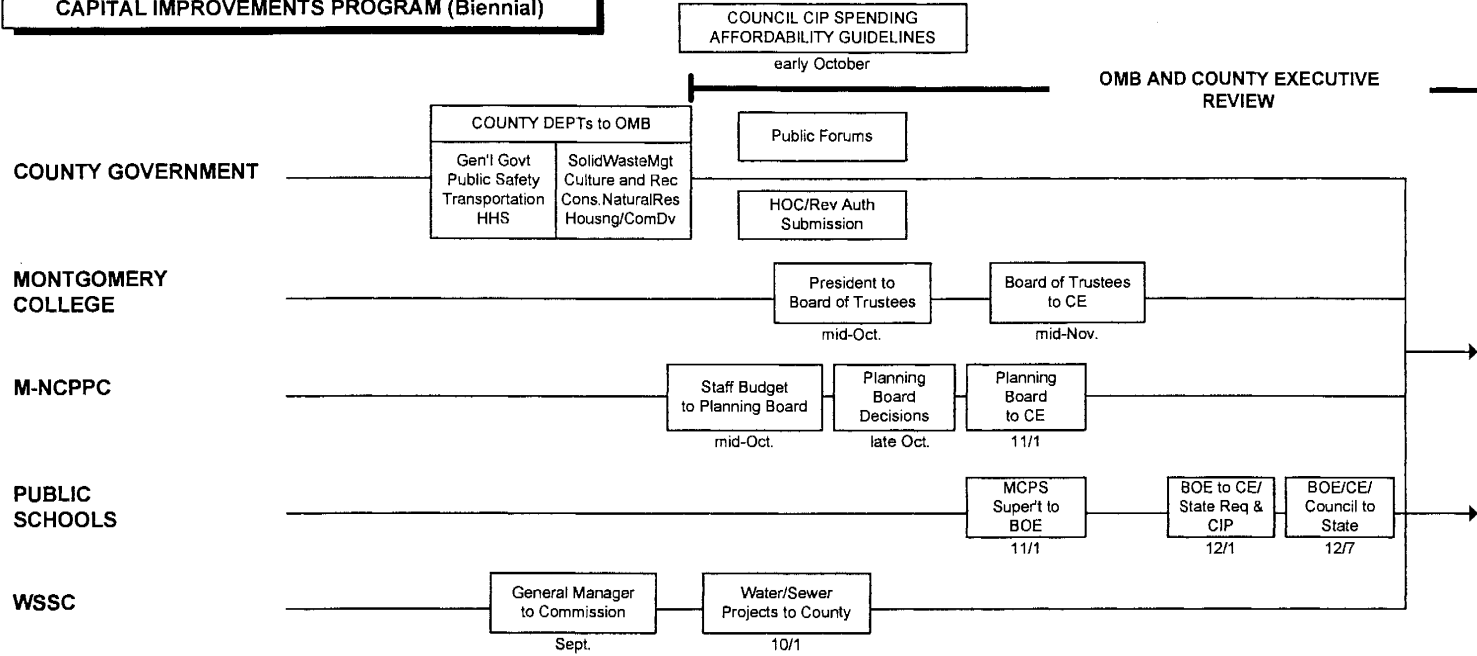 CAPITAL IMPROVEMENTS PROGRAM (Biennial)
COUNCIL CIP SPENDING
AFFORDABILITY GUIDELINES
early October
OMB AND COUNTY EXECUTIVE
REVIEW
COUNTY GOVERNMENT
COUNTY DEPTs to OMB
Gen'l Govt
Public Safety
Transportation
HHS
SolidWasteMgt
Culture and Rec
Cons.NaturalRes
Housng/ComDv
Public Forums
HOC/Rev Auth
Submission
MONTGOMERY
COLLEGE
President to
Board of Trustees
mid-Oct.
Board of Trustees
to CE
mid-Nov.
M-NCPPC
Staff Budget
to Planning Board
mid-Oct.
Planning
Board
Decisions
late Oct.
Planning
Board
to CE
11/1
PUBLIC
SCHOOLS
MCPS
Super't to
BOE
11/1
BOE to CE/
State Req &
CIP
12/1
BOE/CE/
Council to
State
12/7
WSSC
General Manager
to Commission
Sept.
Water/Sewer
Projects to County
10/1